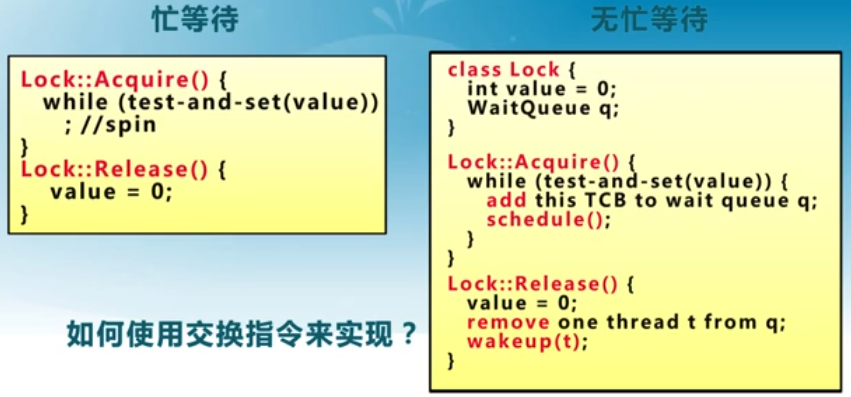 忙等待
Lock::Acquire() {
while (test-and-set(value))
; //spin
}
Lock::Release() {
value = 0;
}
如何使用交换指令来实现？
无忙等待
class Lock {
int value = 0;
WaitQueue q;
}
Lock::Acquire() {
while (test-and-set(value)) {
add this TCB to wait queue q;
schedule();
}
}
Lock::Release() {
value = 0;
remove one thread t from q;
wakeup(t);
}